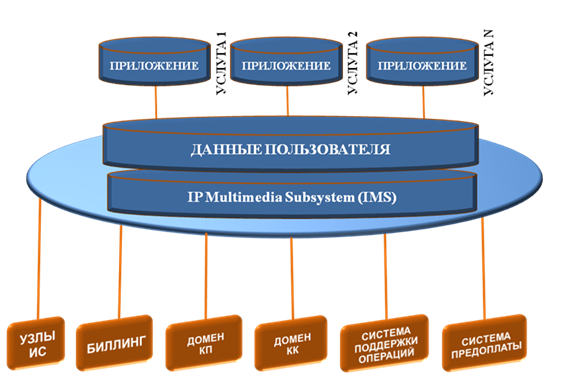 ПРИЛОЖЕНИЕ
УСЛУГА 1
ПРИЛОЖЕНИЕ
УСЛУГА 2
ПРИЛОЖЕНИЕ
УСЛУГА N
ДАННЫЕ ПОЛЬЗОВАТЕЛЯ
IP Multimedia Subsystem (IMS)
УЗЛЫ
ИС
БИЛЛИНГ
ДОМЕН
КП
ДОМЕН
КК
СИСТЕМА
ПОДДЕРЖКИ
ОПЕРАЦИЙ
СИСТЕМА
ПРЕДОПЛАТЫ